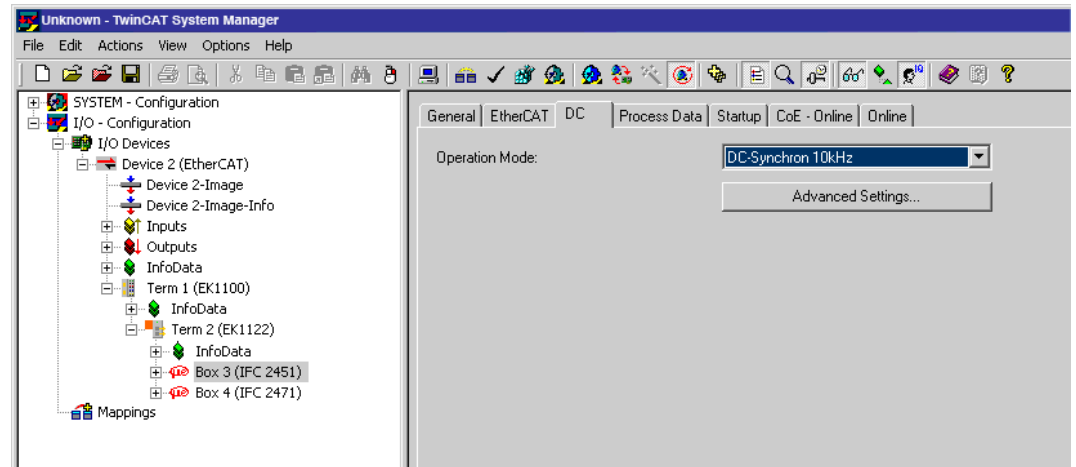 Unknown - TwinCAT System Manager
File Edit Actions View Options Help
SYSTEM - Configuration
I/O - Configuration
I/O Devices
Device 2 (EtherCAT)
Device 2-Image
Device 2-Image-Info
Inputs
Outputs
InfoData
Term 1 (EK1100)
InfoData
Term 2 (EK1122)
InfoData
Box 3 (IFC 2451)
Box 4 (IFC 2471)
Mappings
General EtherCAT DC Process Data Startup CoE - Online Online
Operation Mode: DC-Synchron 10kHz
Advanced Settings...